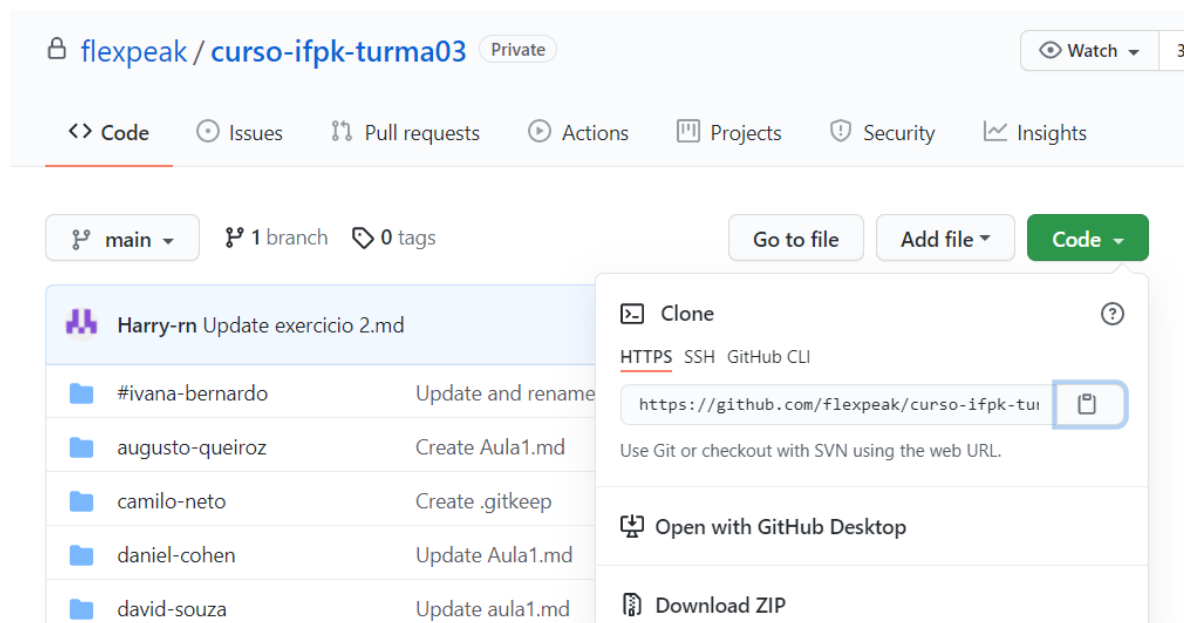 flexpeak / curso-ifpk-turma03 Private
Watch 3
Code Issues Pull requests Actions Projects Security Insights
main 1 branch 0 tags Go to file Add file Code
Harry-rn Update exercicio 2.md
#ivana-bernardo Update and rename
augusto-queiroz Create Aula1.md
camilo-neto Create .gitkeep
daniel-cohen Update Aula1.md
david-souza Update aula1.md
Clone
HTTPS SSH GitHub CLI
https://github.com/flexpeak/curso-ifpk-tur
Use Git or checkout with SVN using the web URL.
Open with GitHub Desktop
Download ZIP